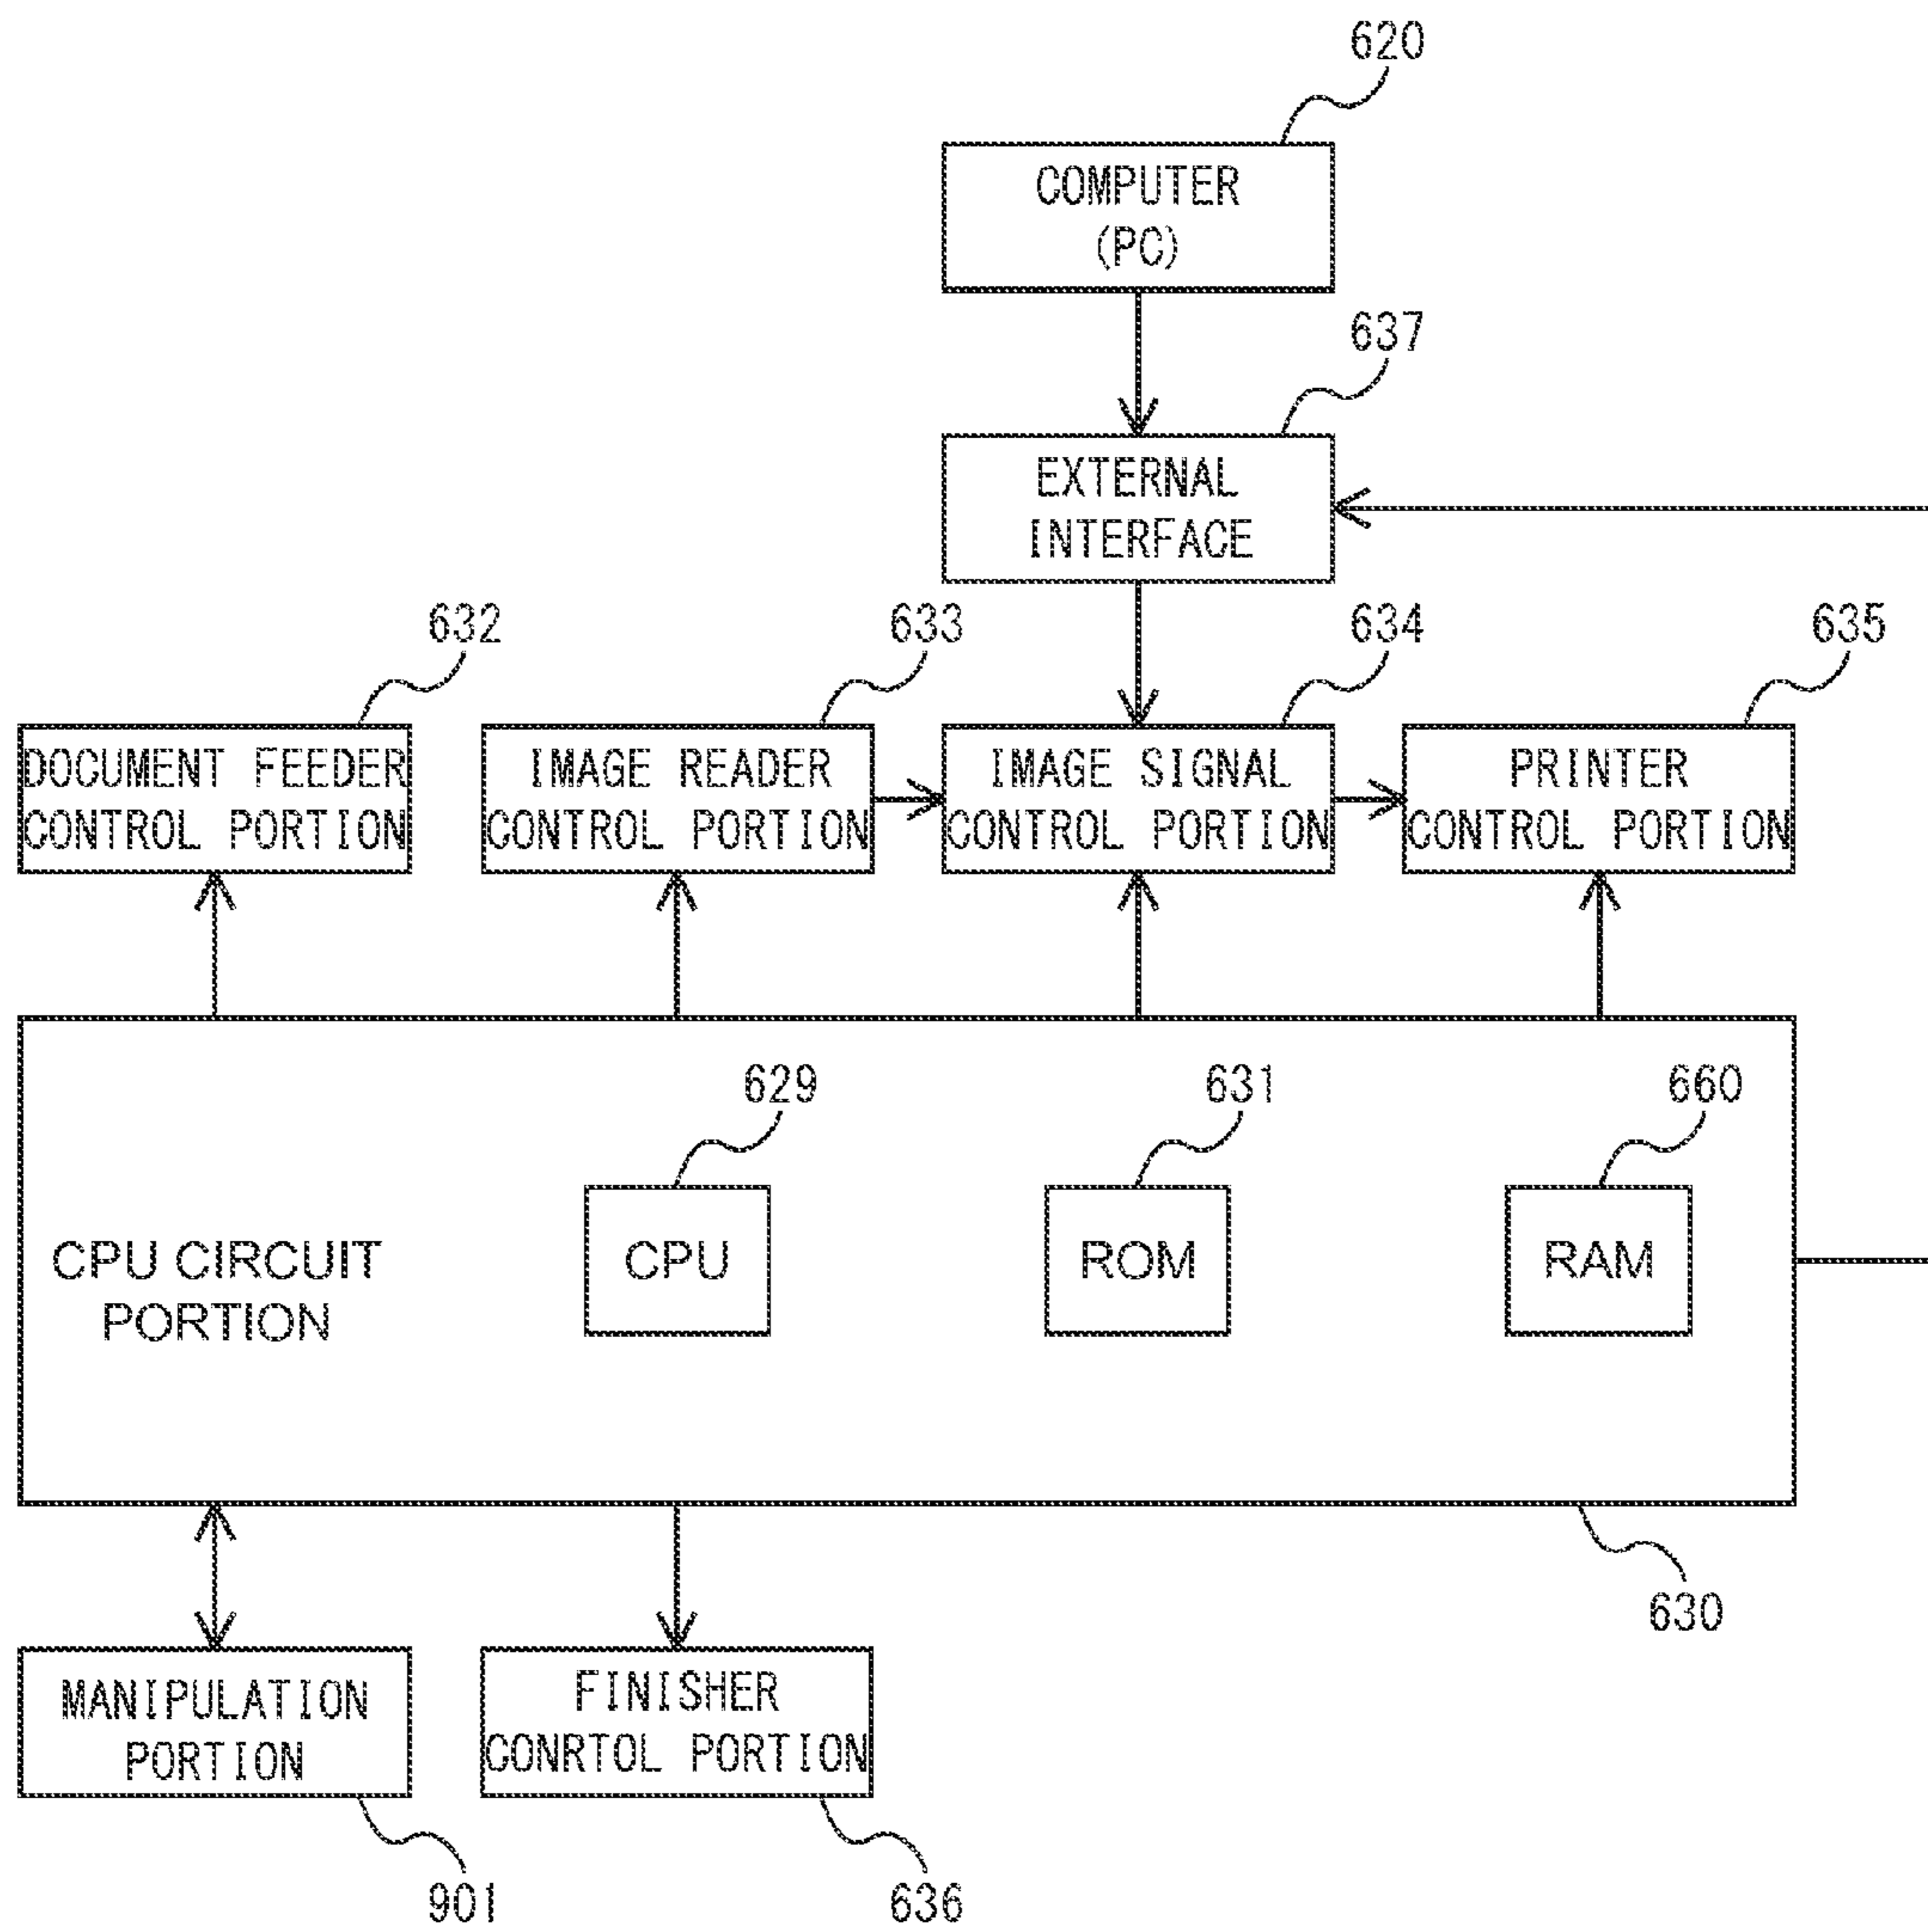 620
COMPUTER
(PC)
637
EXTERNAL
INTERFACE
632
633
634
635
DOCUMENT FEEDER
CONTROL PORTION
IMAGE READER
CONTROL PORTION
IMAGE SIGNAL
CONTROL PORTION
PRINTER
CONTROL PORTION
629
631
660
CPU CIRCUIT
PORTION
CPU
ROM
RAM
630
MANIPULATION
PORTION
FINISHER
CONRTOL PORTION
901
636